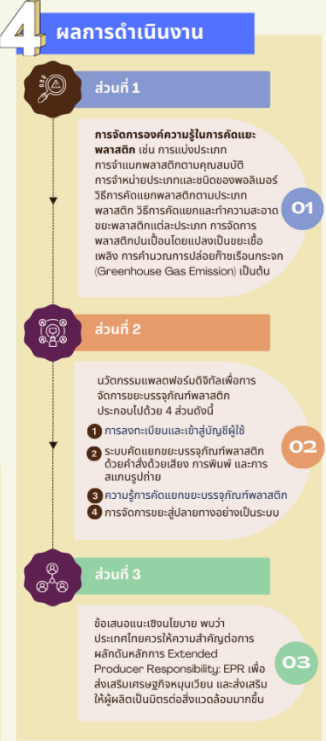 4 ผลการดำเนินงาน
ส่วนที่ 1
การจัดการองค์ความรู้ในการคัดแยะ
พลาสติก เช่น การแบ่งประเภท
การจำแนกพลาสติกตามคุณสมบัติ
การจำหน่ายประเภทและชนิดของพอลิเมอร์
วิธีการคัดแยกพลาสติกตามประเภท
พลาสติก วิธีการคัดแยกและทำความสะอาด
ขยะพลาสติกแต่ละประเภท การจัดการ
พลาสติกปนเปื้อนโดยแปลงเป็นขยะเชื้อ
เพลิง การคำนวณการปล่อยก๊าซเรือนกระจก
(Greenhouse Gas Emission) เป็นต้น
01
ส่วนที่ 2
นวัตกรรมแพลตฟอร์มดิจิทัลเพื่อการ
จัดการขยะบรรจุภัณฑ์พลาสติก
ประกอบไปด้วย 4 ส่วนดังนี้
1 การลงทะเบียนและเข้าสู่บัญชีผู้ใช้
2 ระบบคัดแยกขยะบรรจุภัณฑ์พลาสติก
ด้วยคำสั่งด้วยเสียง การพิมพ์ และการ
สแกนรูปถ่าย
3 ความรู้การคัดแยกขยะบรรจุภัณฑ์พลาสติก
4 การจัดการขยะสู่ปลายทางอย่างเป็นระบบ
02
ส่วนที่ 3
ข้อเสนอแนะเชิงนโยบาย พบว่า
ประเทศไทยควรให้ความสำคัญต่อการ
ผลักดันหลักการ Extended
Producer Responsibility: EPR เพื่อ
ส่งเสริมเศรษฐกิจหมุนเวียน และส่งเสริม
ให้ผู้ผลิตเป็นมิตรต่อสิ่งแวดล้อมมากขึ้น
03